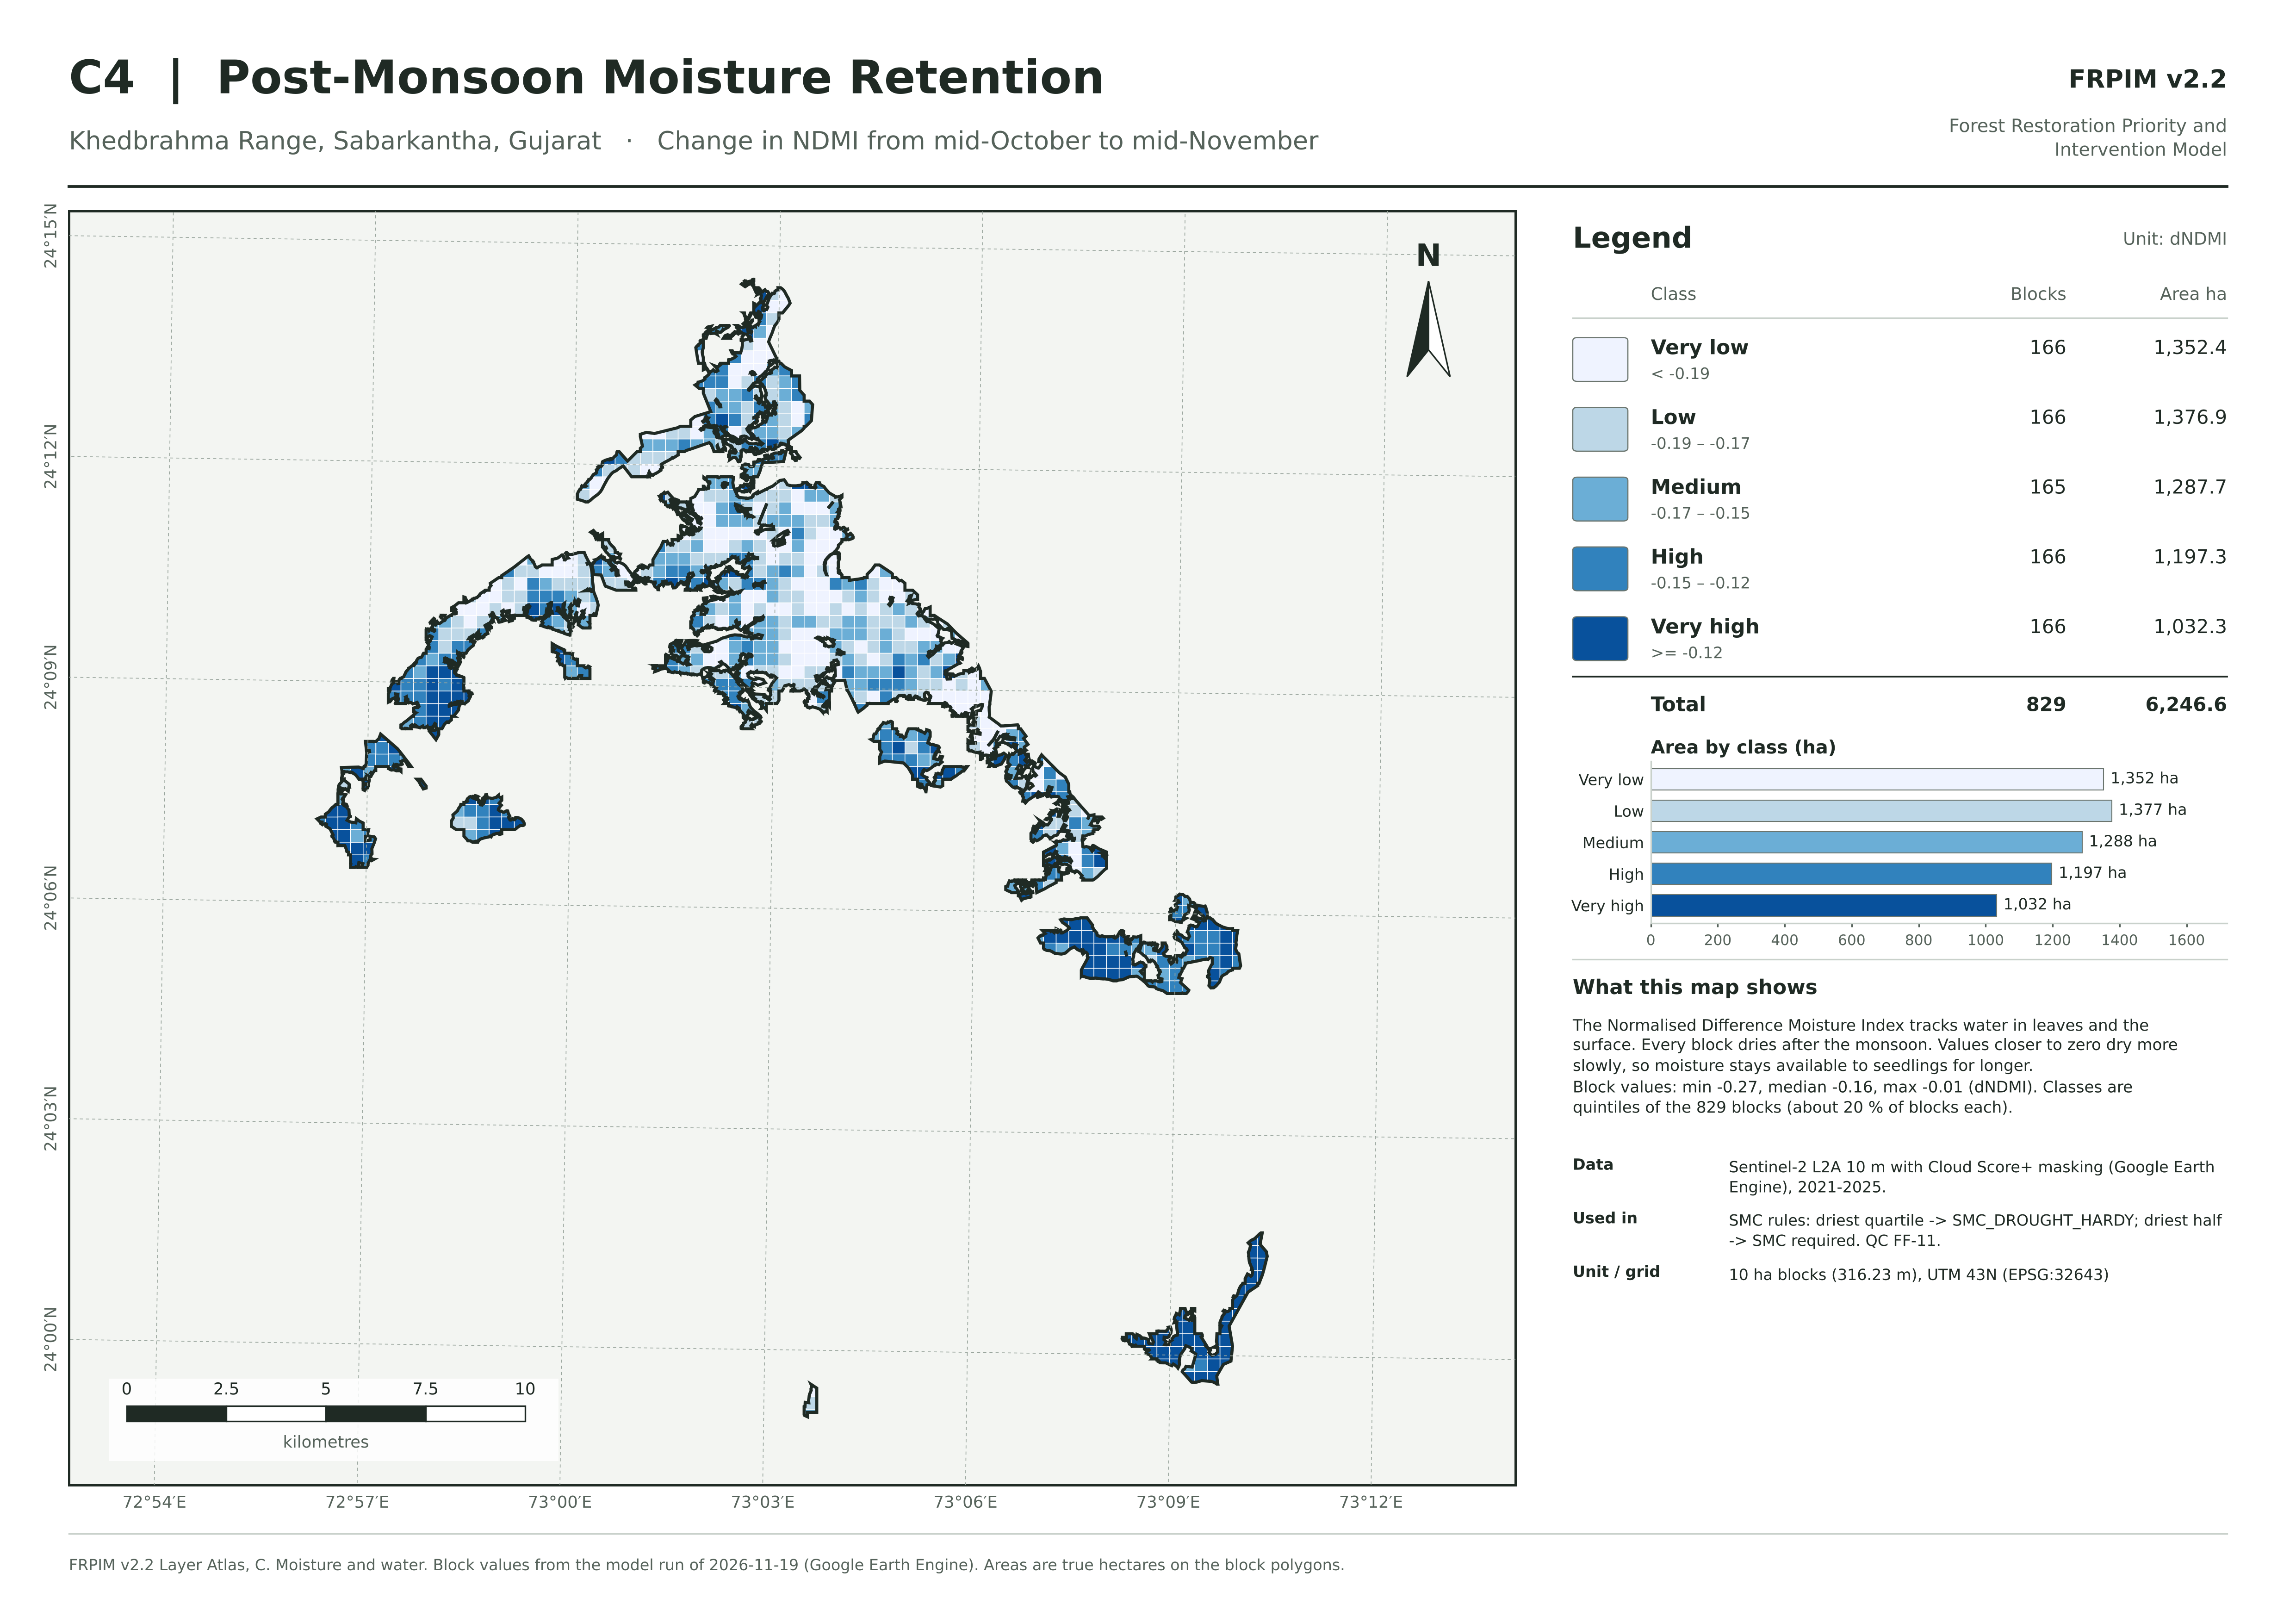 C4 | Post-Monsoon Moisture Retention
FRPIM v2.2
Khedbrahma Range, Sabarkantha, Gujarat · Change in NDMI from mid-October to mid-November
Forest Restoration Priority and
Intervention Model
24°15′N
24°12′N
24°09′N
24°06′N
24°03′N
24°00′N
N
0 2.5 5 7.5 10
kilometres
72°54′E 72°57′E 73°00′E 73°03′E 73°06′E 73°09′E 73°12′E
Legend Unit: dNDMI
Class Blocks Area ha
Very low 166 1,352.4
< -0.19
Low 166 1,376.9
-0.19 – -0.17
Medium 165 1,287.7
-0.17 – -0.15
High 166 1,197.3
-0.15 – -0.12
Very high 166 1,032.3
>= -0.12
Total 829 6,246.6
Area by class (ha)
Very low 1,352 ha
Low 1,377 ha
Medium 1,288 ha
High 1,197 ha
Very high 1,032 ha
0 200 400 600 800 1000 1200 1400 1600
What this map shows
The Normalised Difference Moisture Index tracks water in leaves and the
surface. Every block dries after the monsoon. Values closer to zero dry more
slowly, so moisture stays available to seedlings for longer.
Block values: min -0.27, median -0.16, max -0.01 (dNDMI). Classes are
quintiles of the 829 blocks (about 20 % of blocks each).
Data Sentinel-2 L2A 10 m with Cloud Score+ masking (Google Earth
Engine), 2021-2025.
Used in SMC rules: driest quartile -> SMC_DROUGHT_HARDY; driest half
-> SMC required. QC FF-11.
Unit / grid 10 ha blocks (316.23 m), UTM 43N (EPSG:32643)
FRPIM v2.2 Layer Atlas, C. Moisture and water. Block values from the model run of 2026-11-19 (Google Earth Engine). Areas are true hectares on the block polygons.